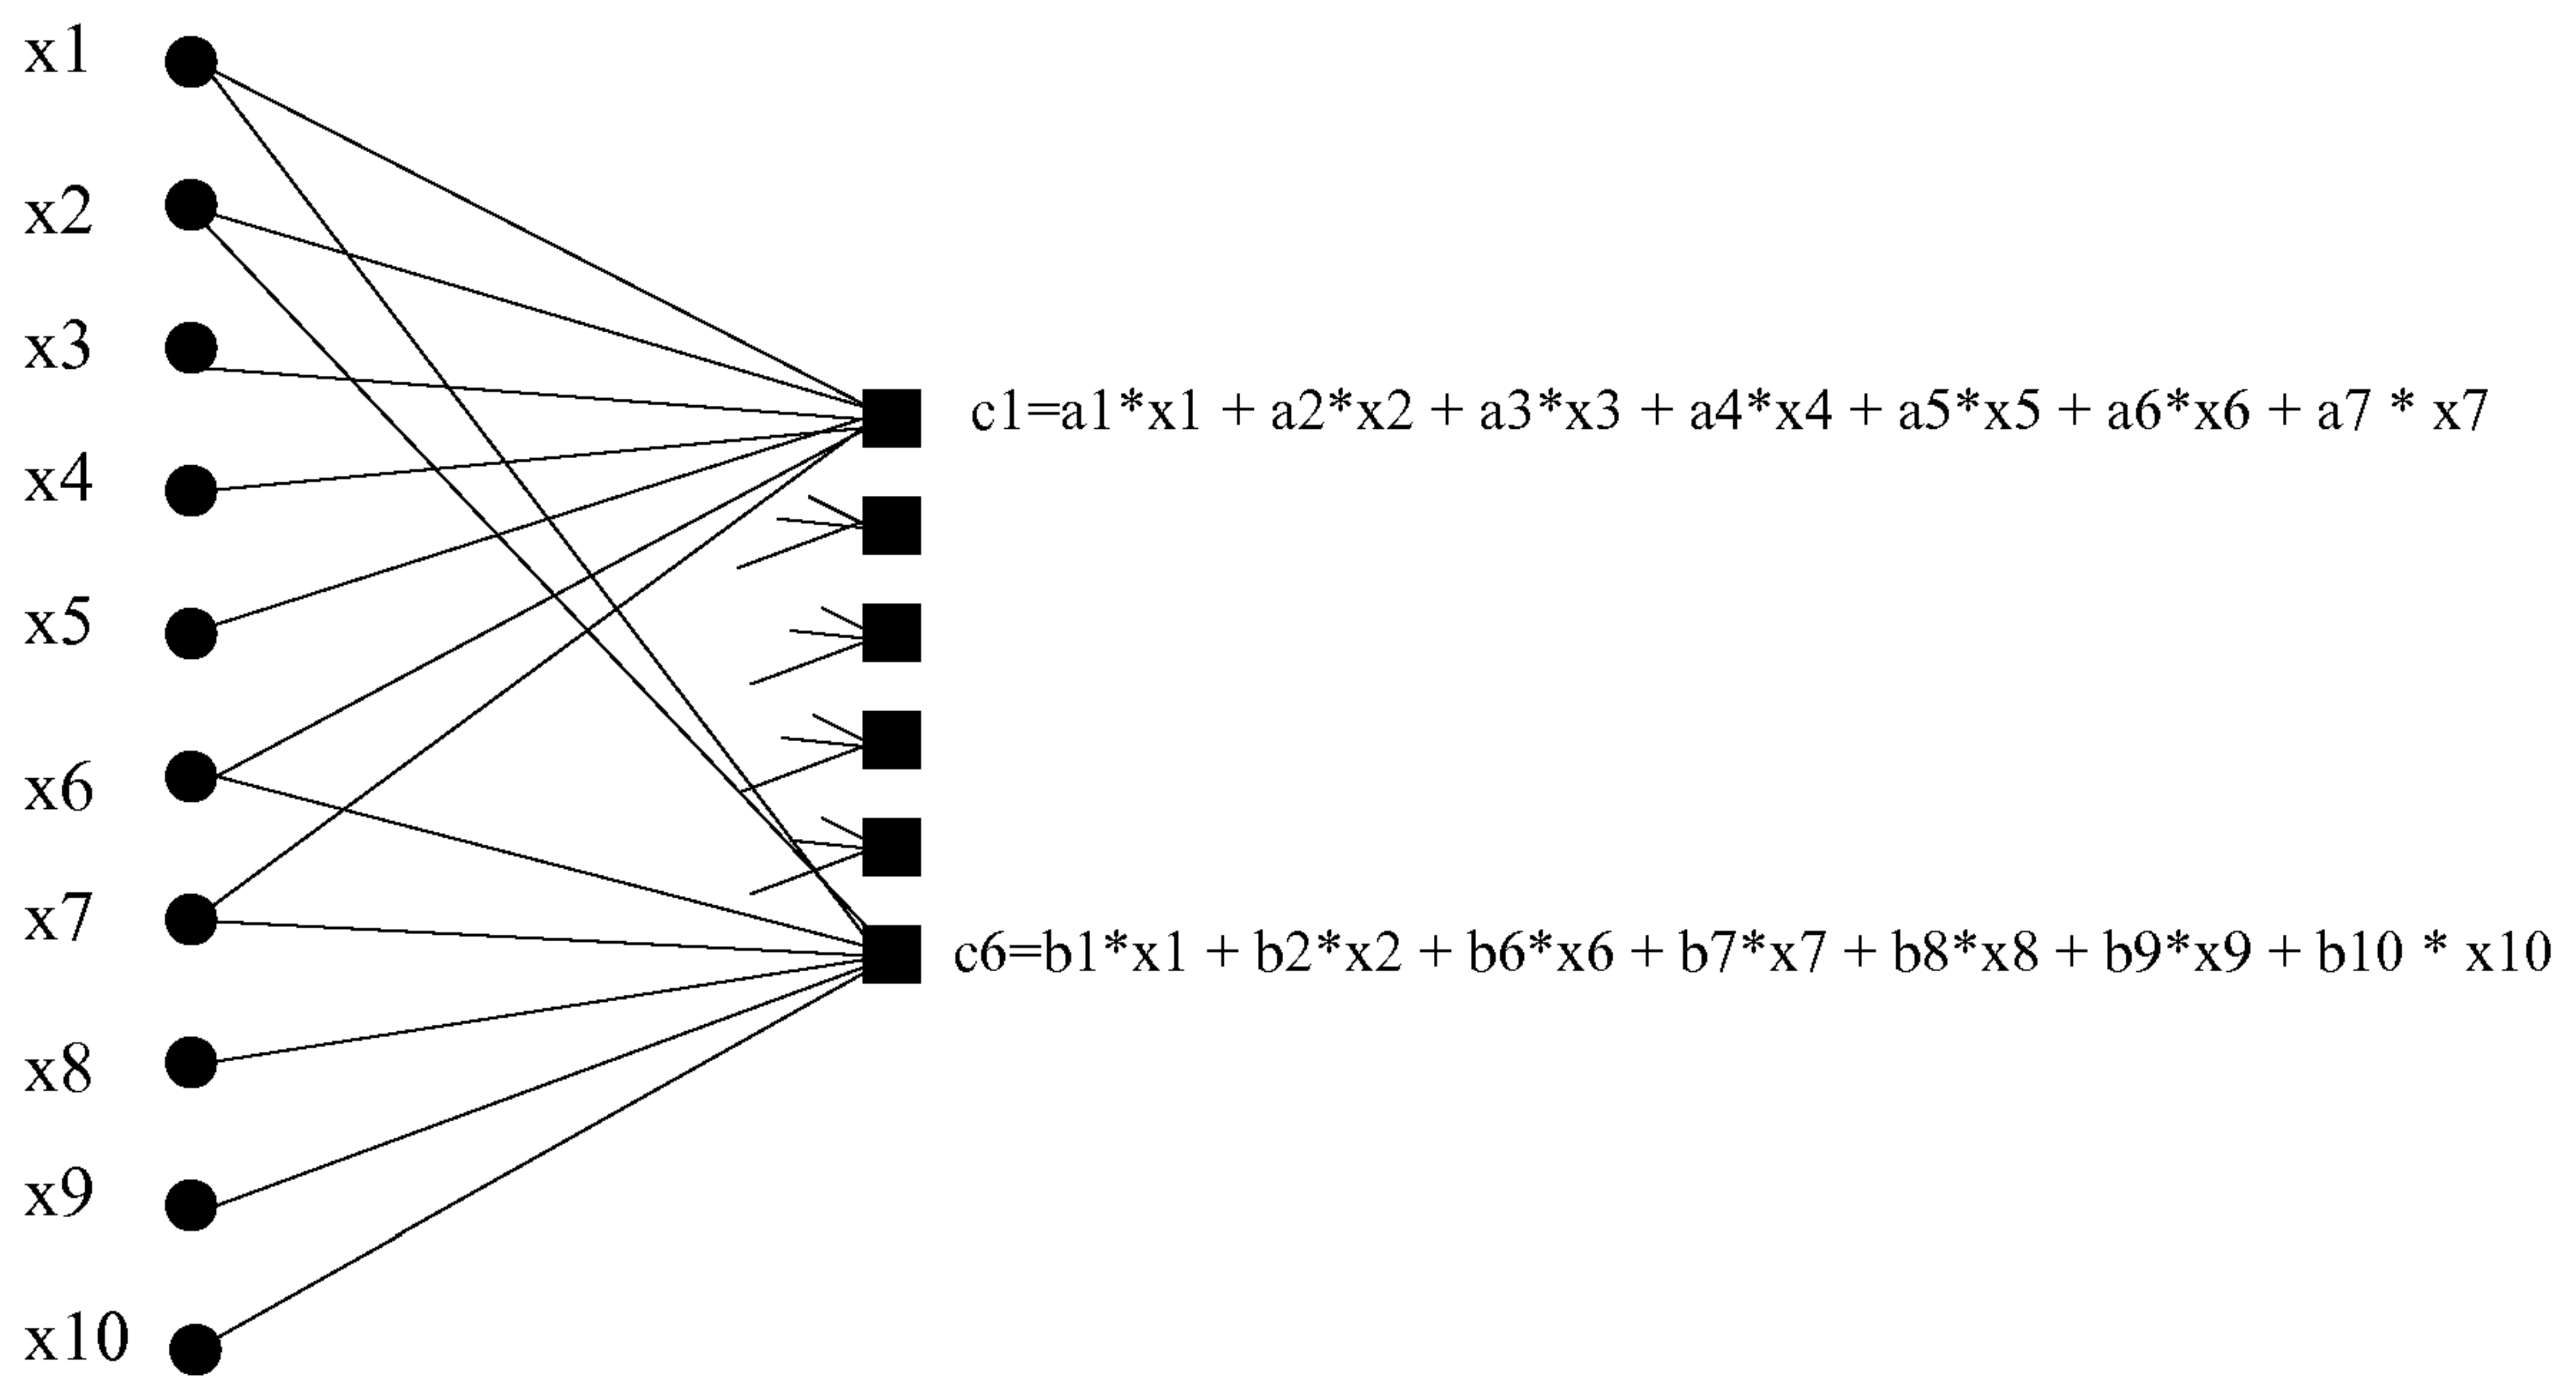 x1
x2
x3
c1=a1*x1 + a2*x2 + a3*x3 + a4*x4 + a5*x5 + a6*x6 + a7 * x7
x4
x5
x6
x7
c6=b1*x1 + b2*x2 + b6*x6 + b7*x7 + b8*x8 + b9*x9 + b10 * x10
x8
x9
x10